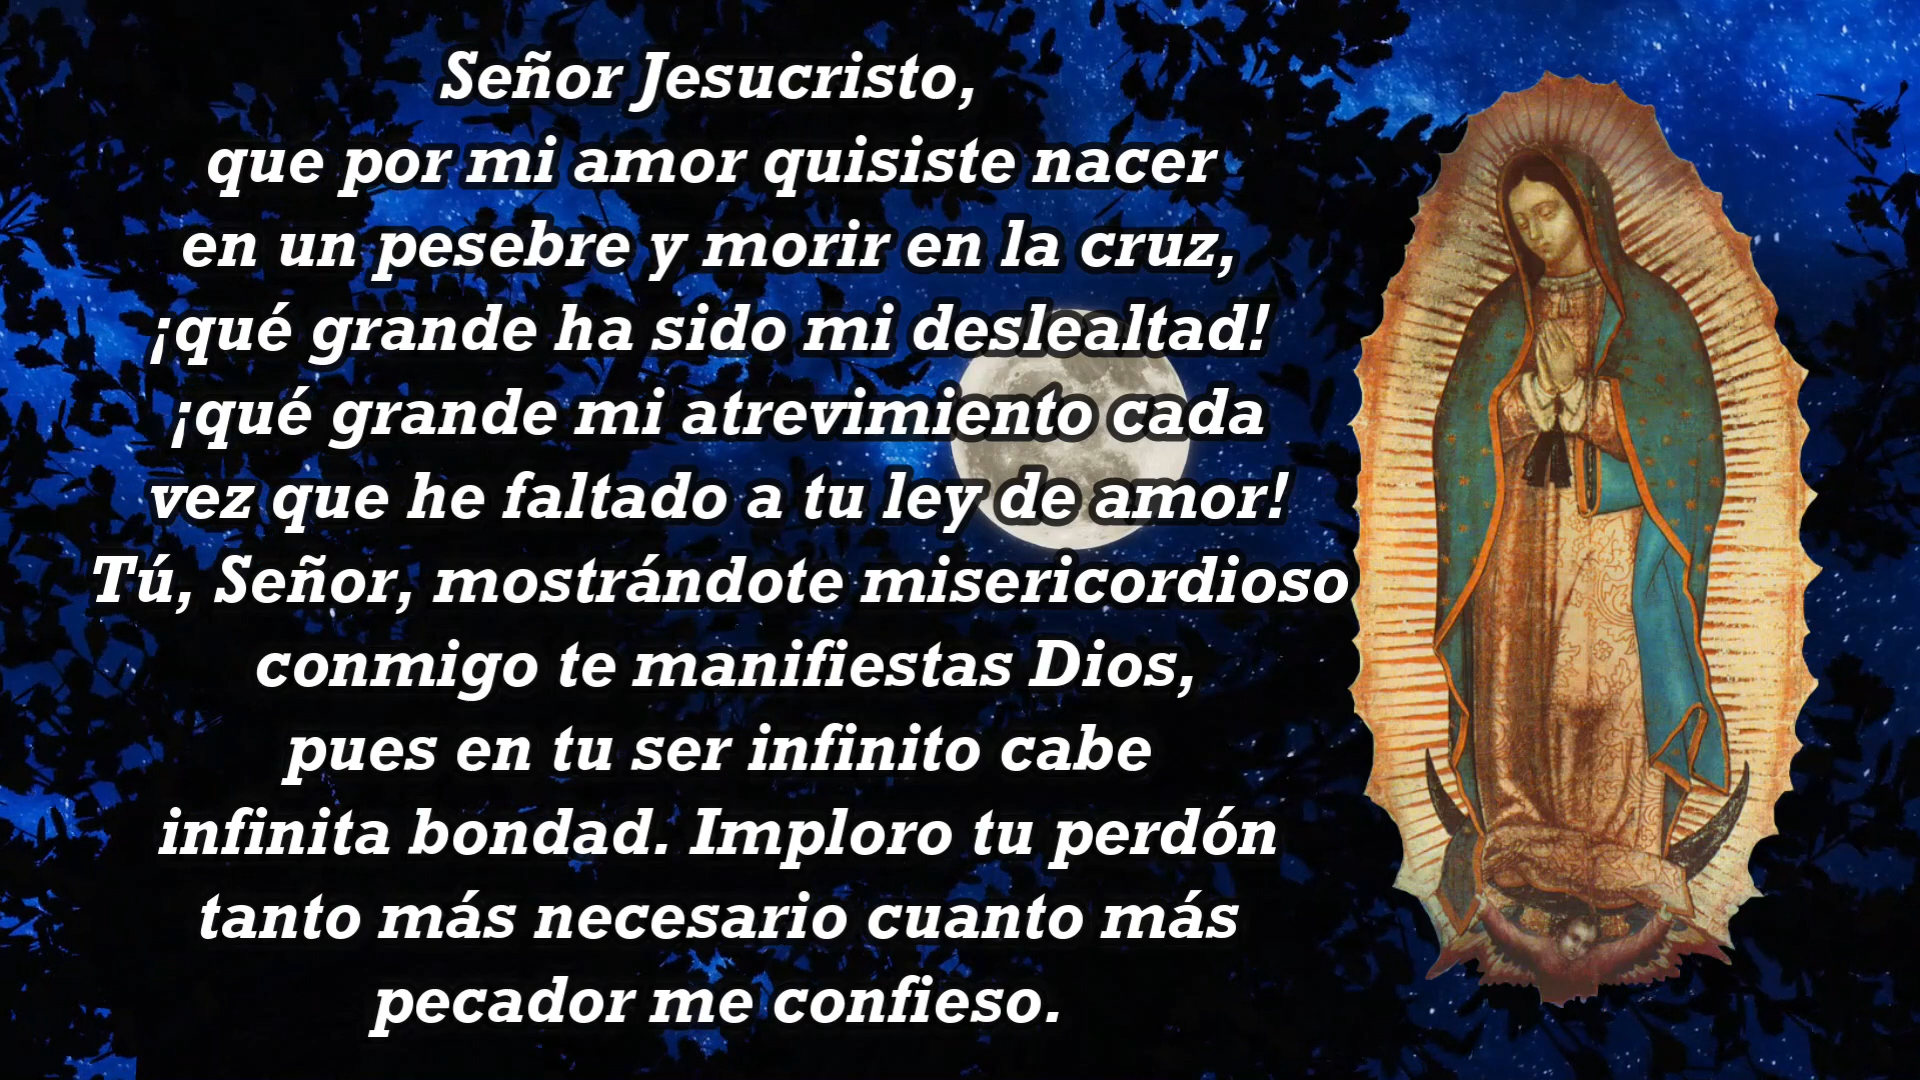 Señor Jesucristo,
que por mi amor quisiste nacer
en un pesebre y morir en la cruz,
¡qué grande ha sido mi deslealtad!
¡qué grande mi atrevimiento cada
vez que he faltado a tu ley de amor!
Tú, Señor, mostrándote misericordioso
conmigo te manifiestas Dios,
pues en tu ser infinito cabe
infinita bondad. Imploro tu perdón
tanto más necesario cuanto más
pecador me confieso.